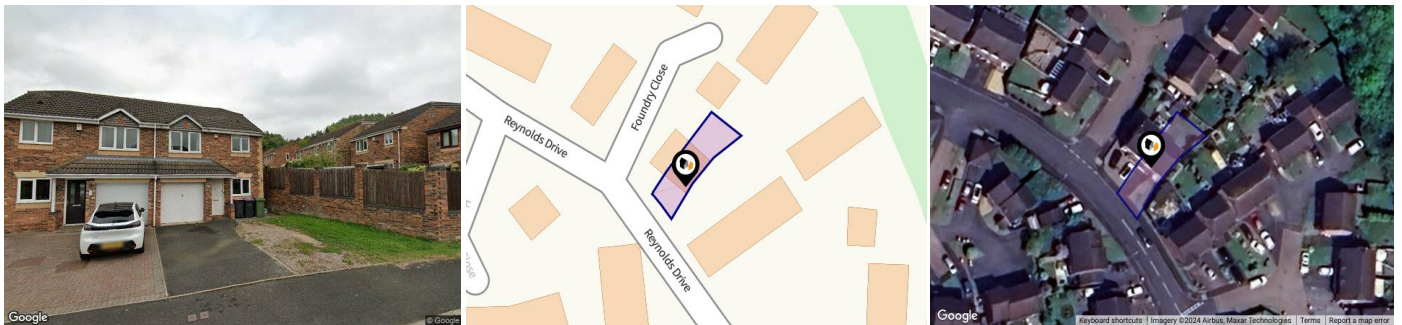 Google
© Google
Foundry Close
Reynolds Drive
Reynolds Drive
Close
Google
Keyboard shortcuts
Imagery ©2024 Airbus, Maxar Technologies
Terms
Report a map error